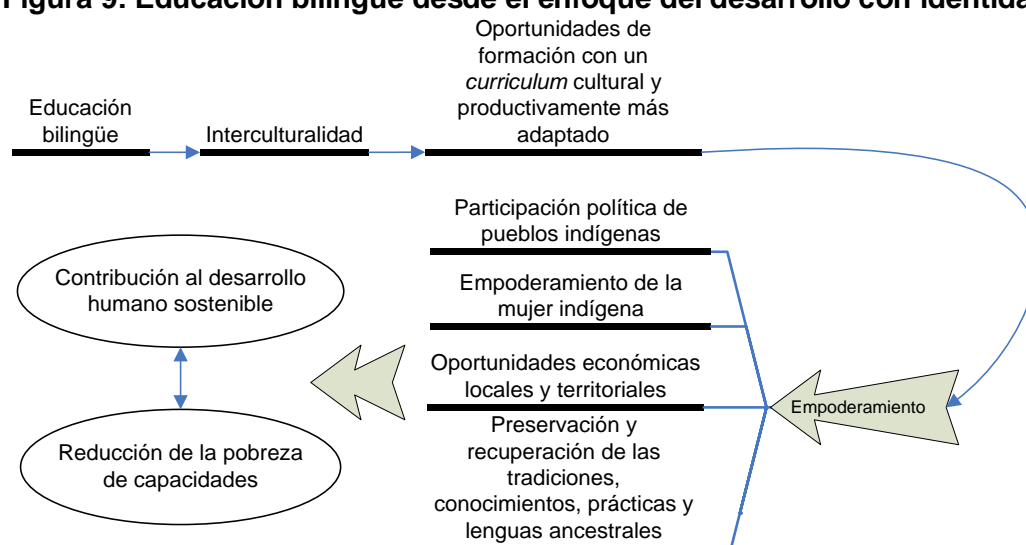 Figura 9: Educación bilingüe desde el enfoque del desarrollo con identida
Oportunidades de
formación con un
curriculum cultural y
productivamente más
adaptado
Educación
bilingüe
Interculturalidad
Participación política de
pueblos indígenas
Empoderamiento de la
mujer indígena
Oportunidades económicas
locales y territoriales
Preservación y
recuperación de las
tradiciones,
conocimientos, prácticas y
lenguas ancestrales
Empoderamiento
Contribución al desarrollo
humano sostenible
Reducción de la pobreza
de capacidades